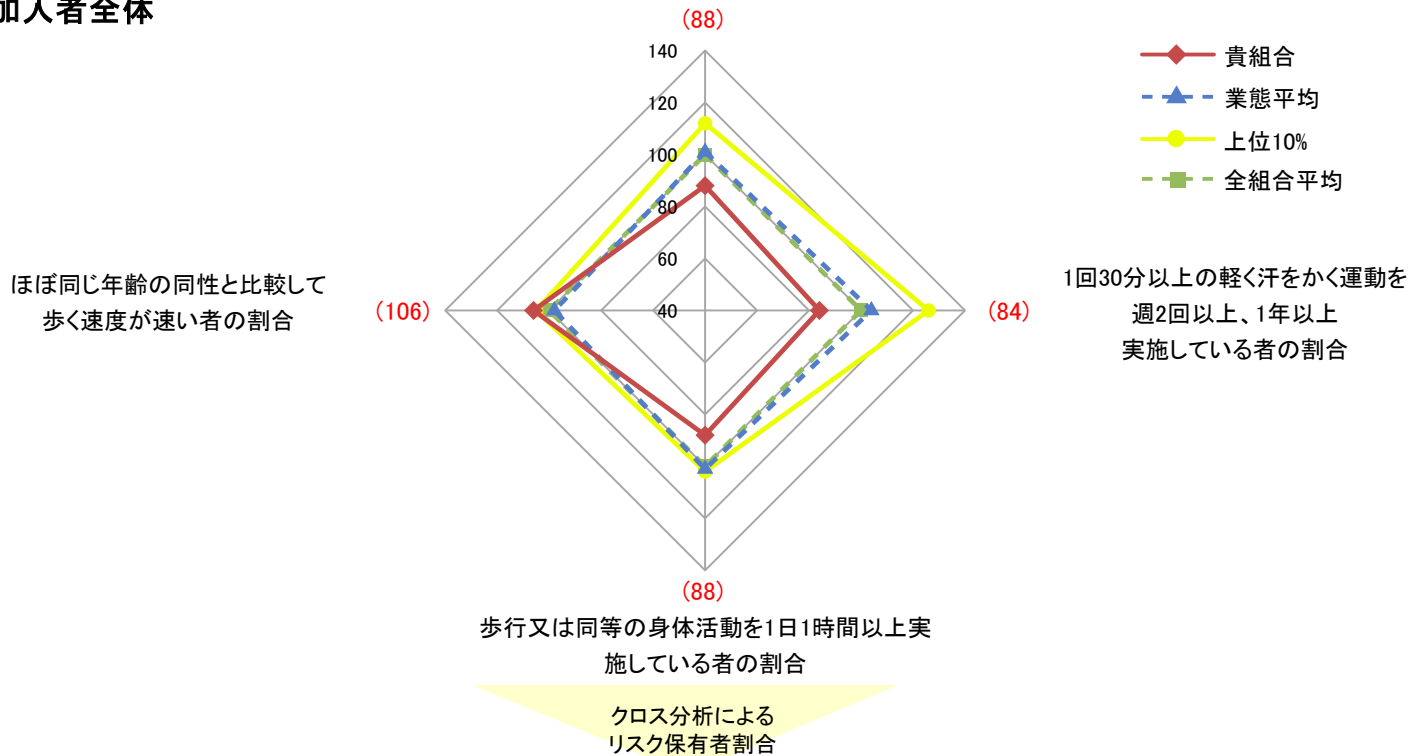 加入者全体
(88)
140
120
100
80
60
40
貴組合
業態平均
上位10%
全組合平均
ほぼ同じ年齢の同性と比較して
歩く速度が速い者の割合
(106)
(84)
1回30分以上の軽く汗をかく運動を
週2回以上、1年以上
実施している者の割合
(88)
歩行又は同等の身体活動を1日1時間以上実
施している者の割合
クロス分析による
リスク保有者割合